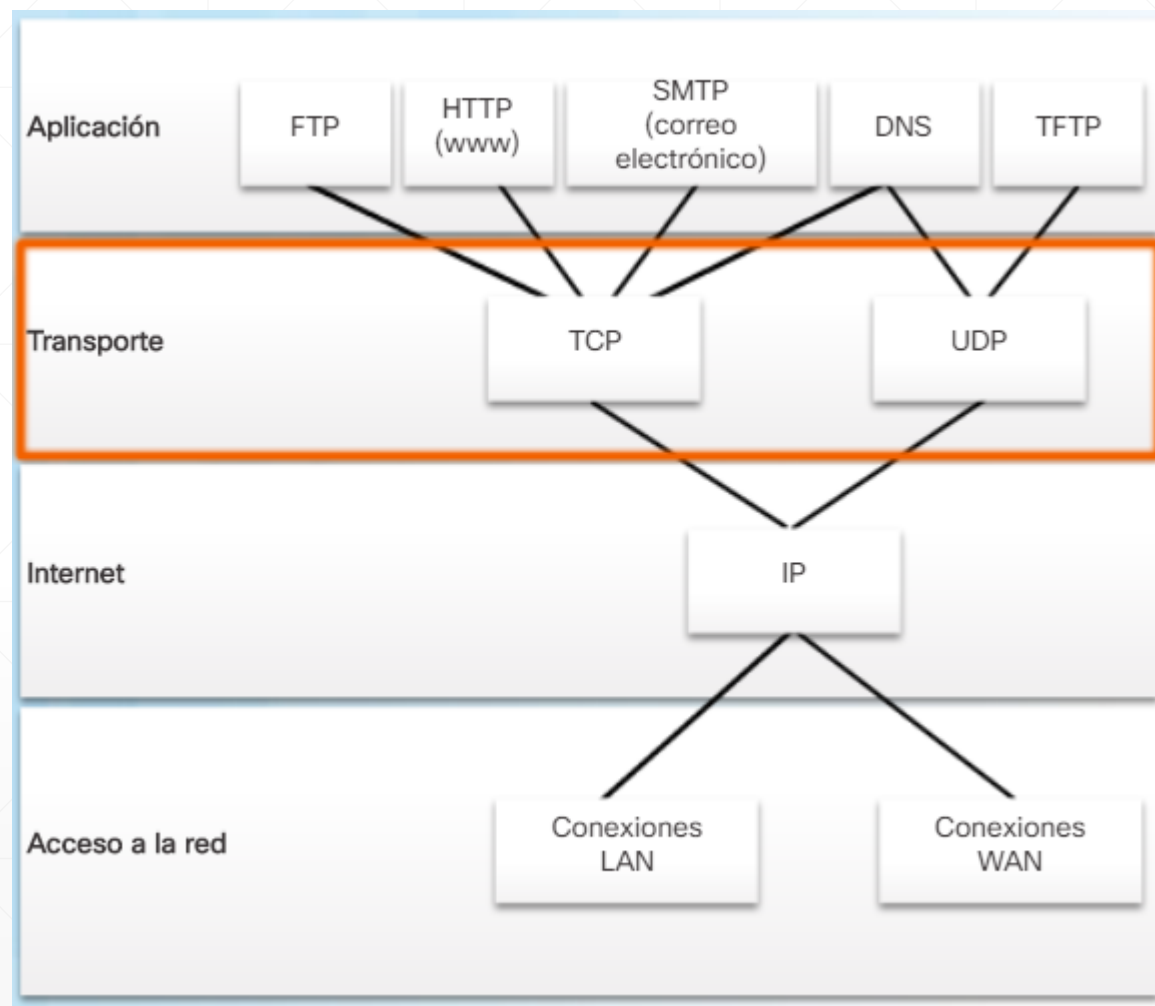 Aplicación
FTP
HTTP
(www)
SMTP
(correo
electrónico)
DNS
TFTP
Transporte
TCP
UDP
Internet
IP
Acceso a la red
Conexiones
LAN
Conexiones
WAN